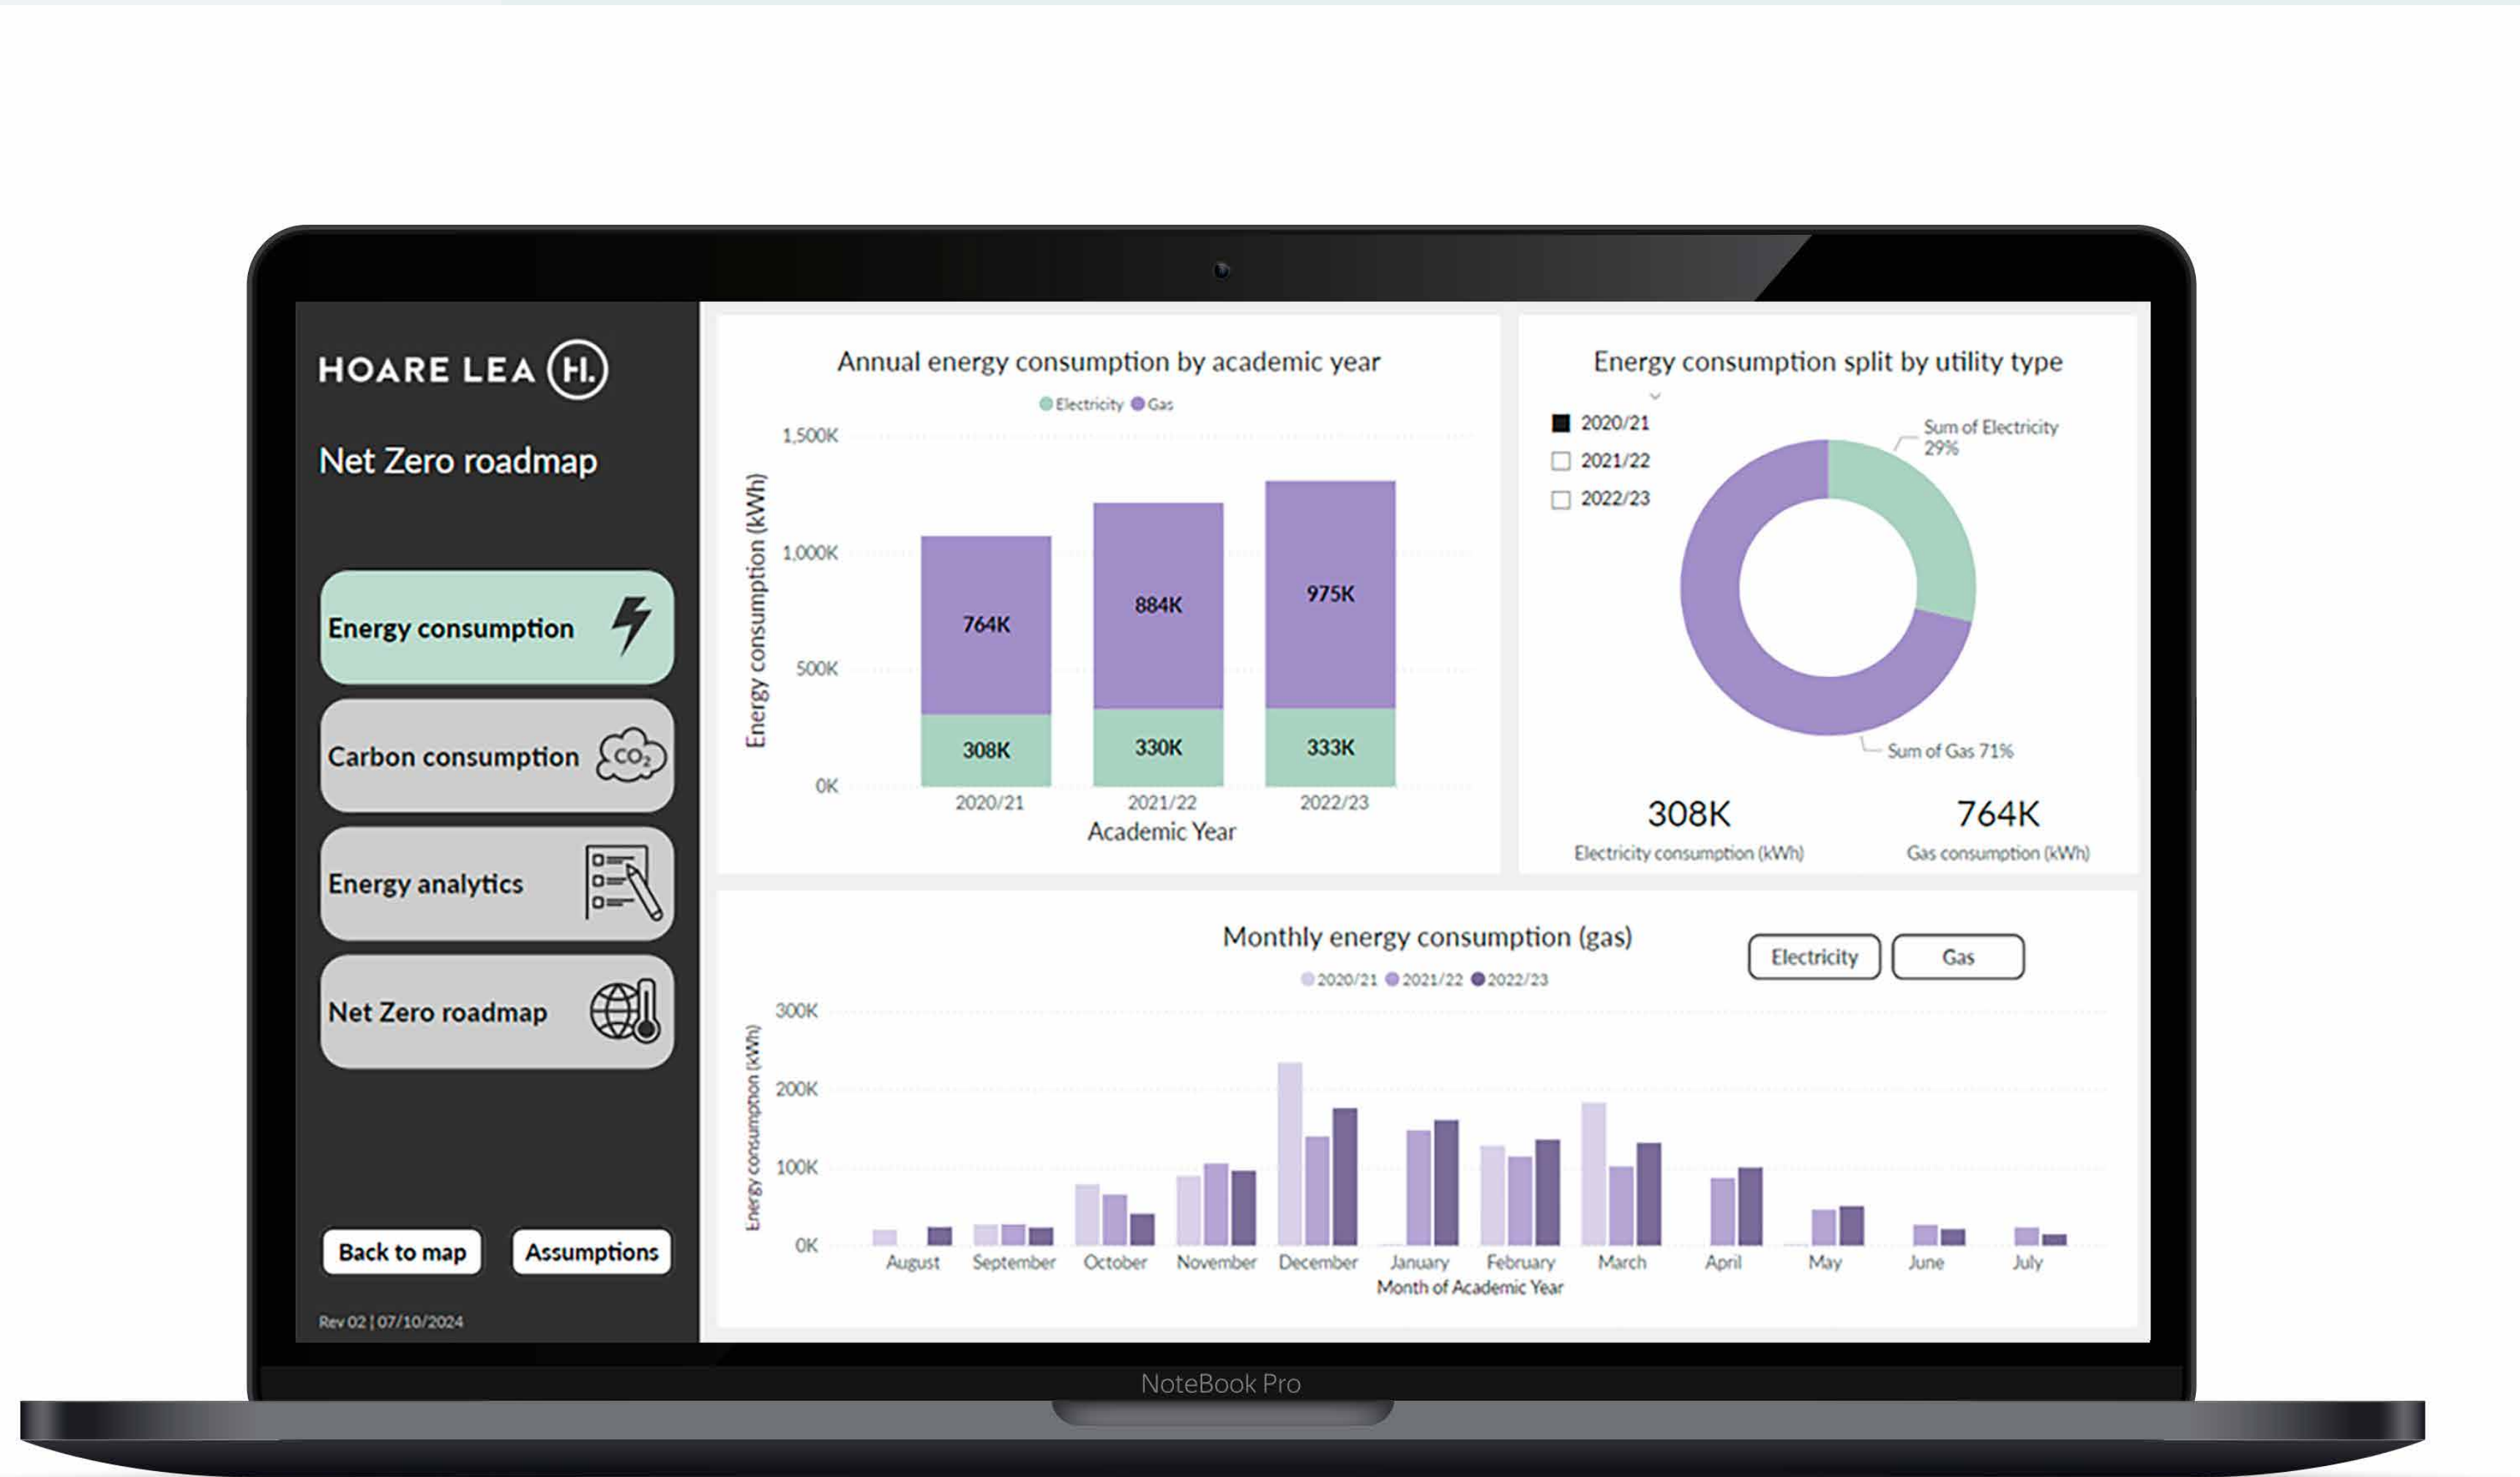 HOARE LEA H.
Net Zero roadmap
Energy consumption
Carbon consumption CO₂
Energy analytics
Net Zero roadmap
Back to map
Assumptions
Rev 02 | 07/10/2024
Annual energy consumption by academic year
Electricity Gas
Energy consumption (kWh)
1,500K
1,000K
500K
0K
764K
884K
975K
308K
330K
333K
2020/21
2021/22
2022/23
Academic Year
Energy consumption split by utility type
2020/21
2021/22
2022/23
Sum of Electricity
29%
Sum of Gas 71%
308K
Electricity consumption (kWh)
764K
Gas consumption (kWh)
Monthly energy consumption (gas)
2020/21 2021/22 2022/23
Electricity
Gas
Energy consumption (kWh)
300K
200K
100K
0K
August September October November December January February March April May June July
Month of Academic Year
NoteBook Pro